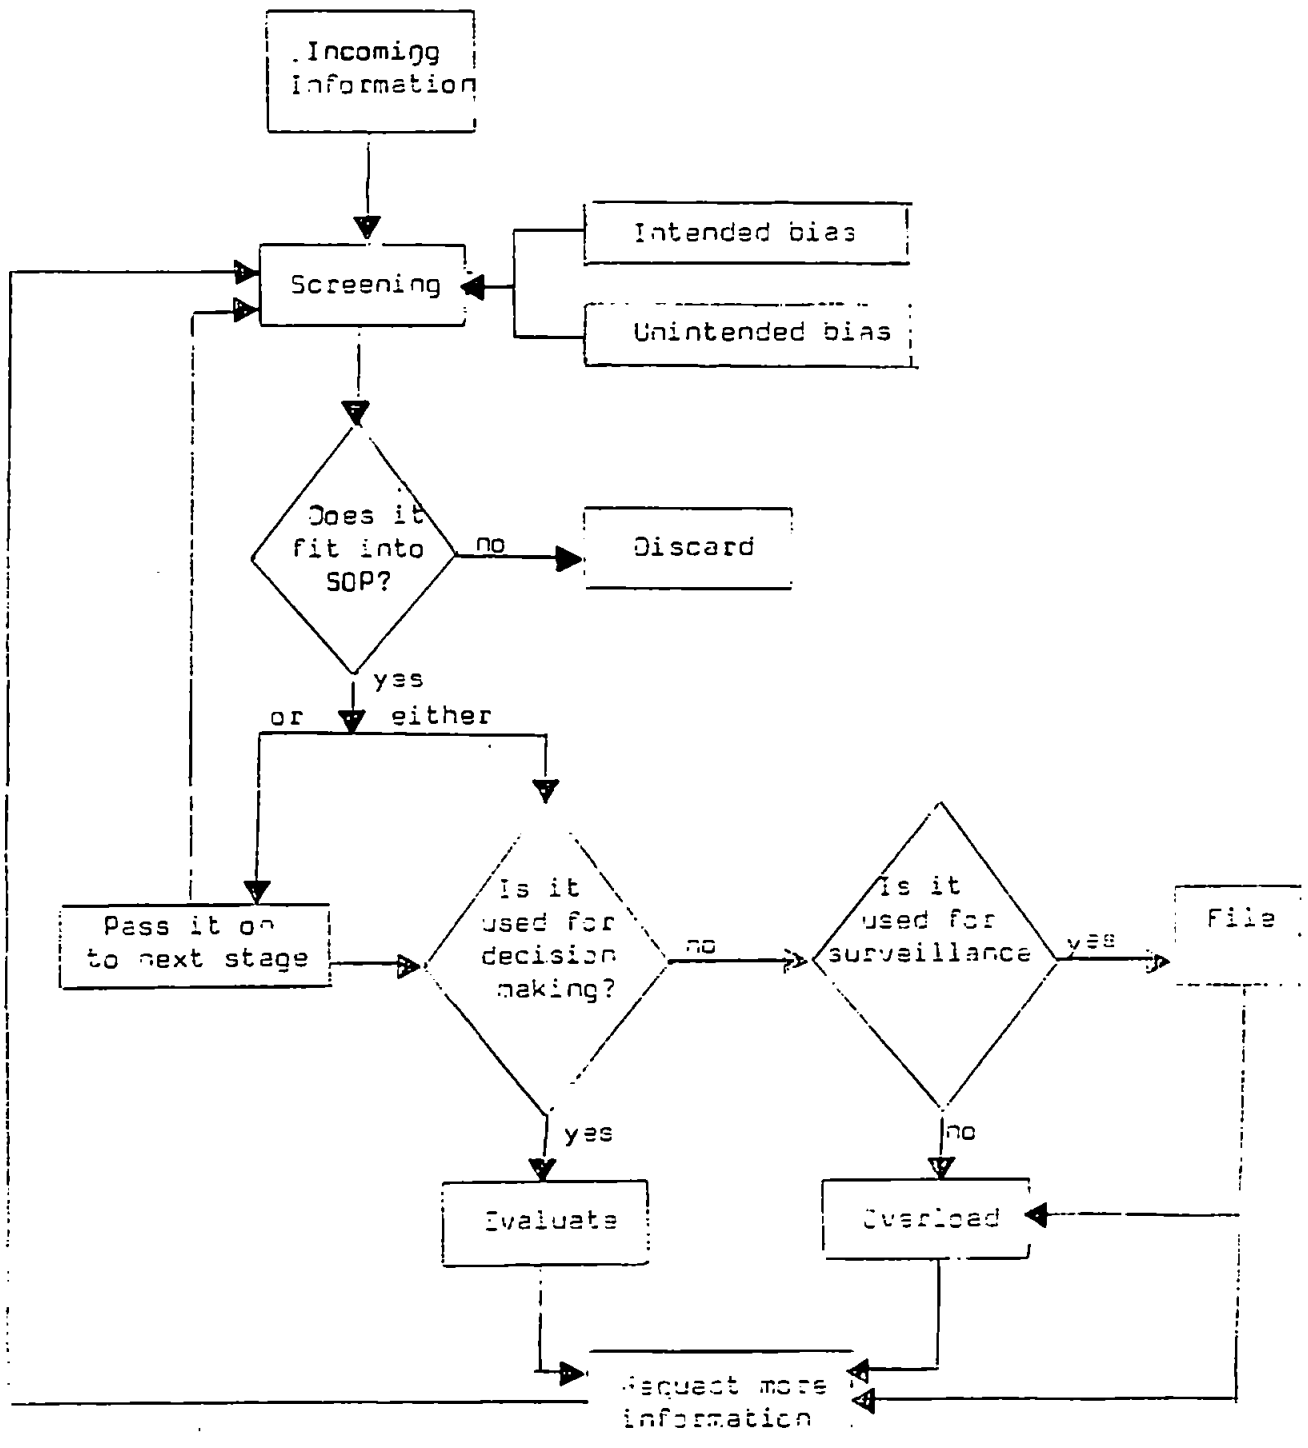 Incoming
Information
Intended bias
Screening
Unintended bias
Does it
fit into
SOP?
no
Discard
yes
or
either
Is it
used for
decision
making?
Is it
used for
surveillance
Pass it on
to next stage
no
yes
File
yes
no
Evaluate
Overload
Request more
information